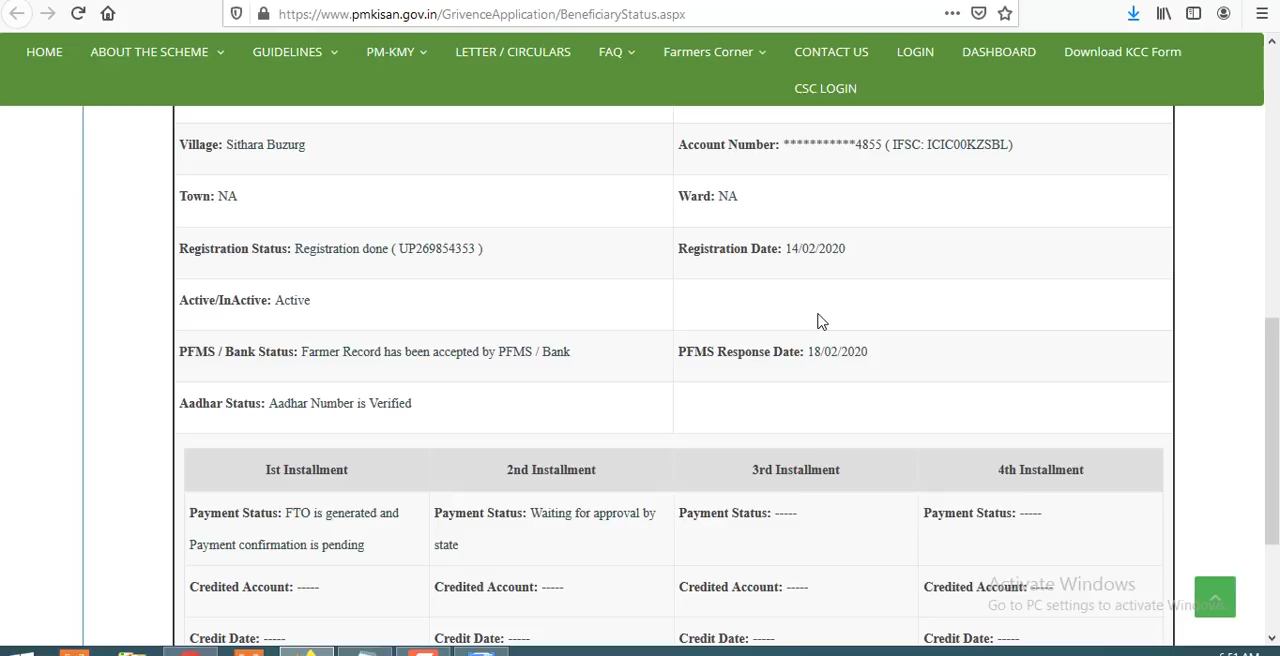 https://www.pmkisan.gov.in/GrivenceApplication/BeneficiaryStatus.aspx
HOME ABOUT THE SCHEME GUIDELINES PM-KMY LETTER / CIRCULARS FAQ Farmers Corner CONTACT US LOGIN DASHBOARD Download KCC Form
CSC LOGIN
Village: Sithara Buzurg Account Number: ***********4855 ( IFSC: ICIC00KZSBL)
Town: NA Ward: NA
Registration Status: Registration done ( UP269854353 ) Registration Date: 14/02/2020
Active/InActive: Active
PFMS / Bank Status: Farmer Record has been accepted by PFMS / Bank PFMS Response Date: 18/02/2020
Aadhar Status: Aadhar Number is Verified
Ist Installment 2nd Installment 3rd Installment 4th Installment
Payment Status: FTO is generated and Payment Status: Waiting for approval by Payment Status: ----- Payment Status: -----
Payment confirmation is pending state
Credited Account: ----- Credited Account: ----- Credited Account: ----- Credited Account: -----
Activate Windows
Go to PC settings to activate Windows.
Credit Date: ----- Credit Date: ----- Credit Date: ----- Credit Date: -----